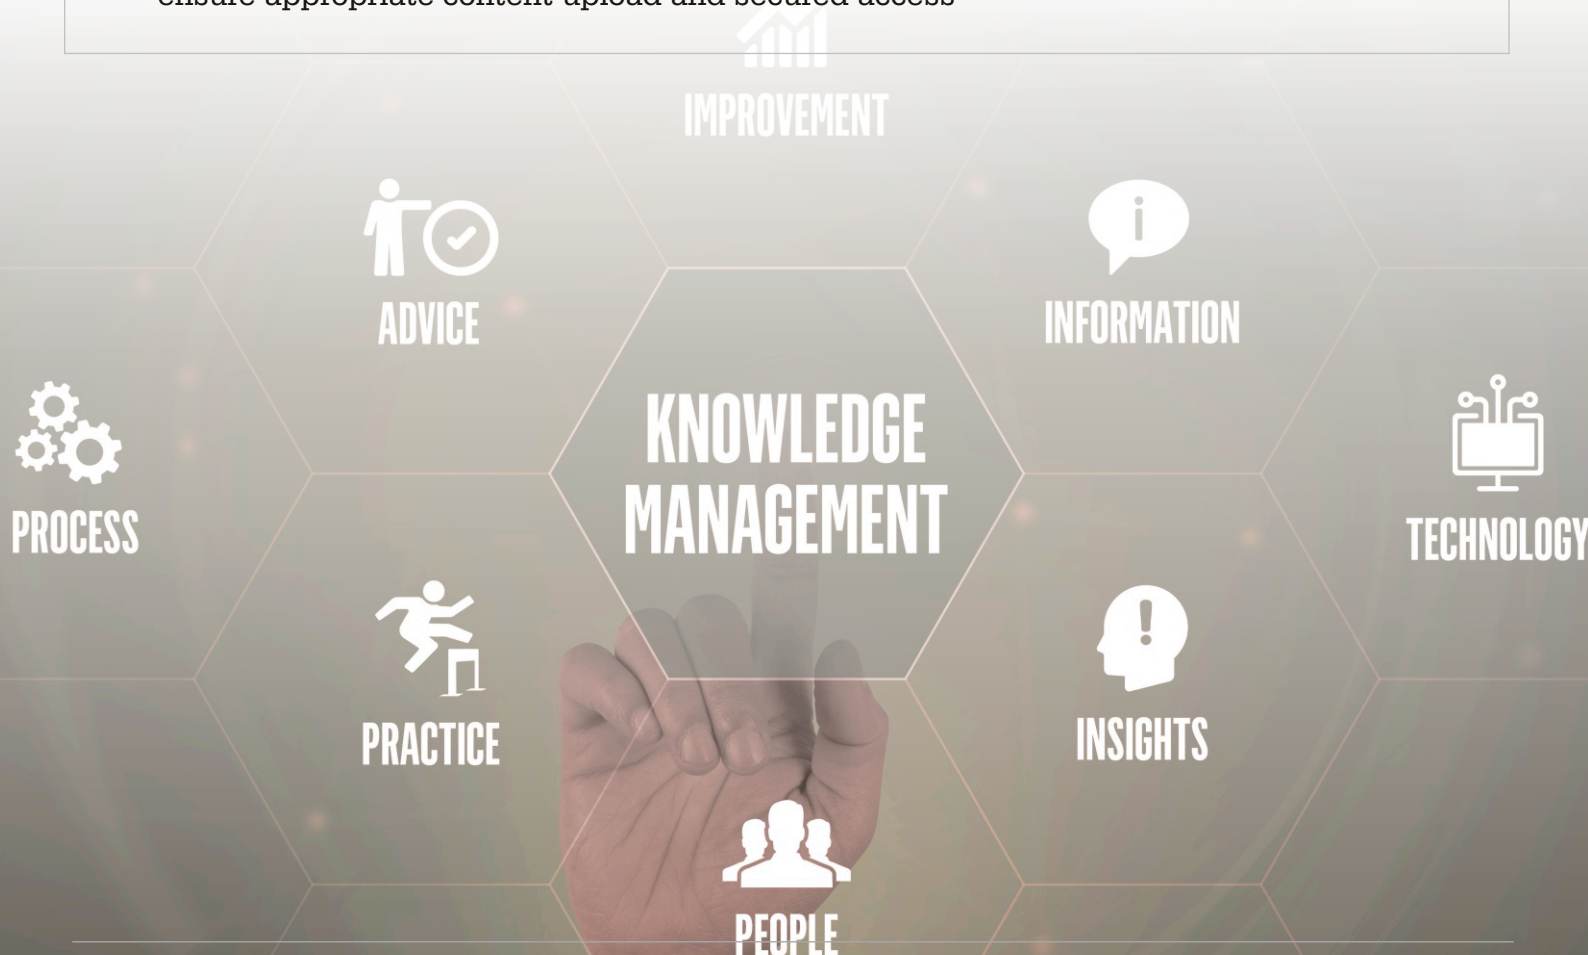 ensure appropriate content upload and secured access
IMPROVEMENT
ADVICE
INFORMATION
KNOWLEDGE
MANAGEMENT
PROCESS
TECHNOLOGY
PRACTICE
INSIGHTS
PEOPLE